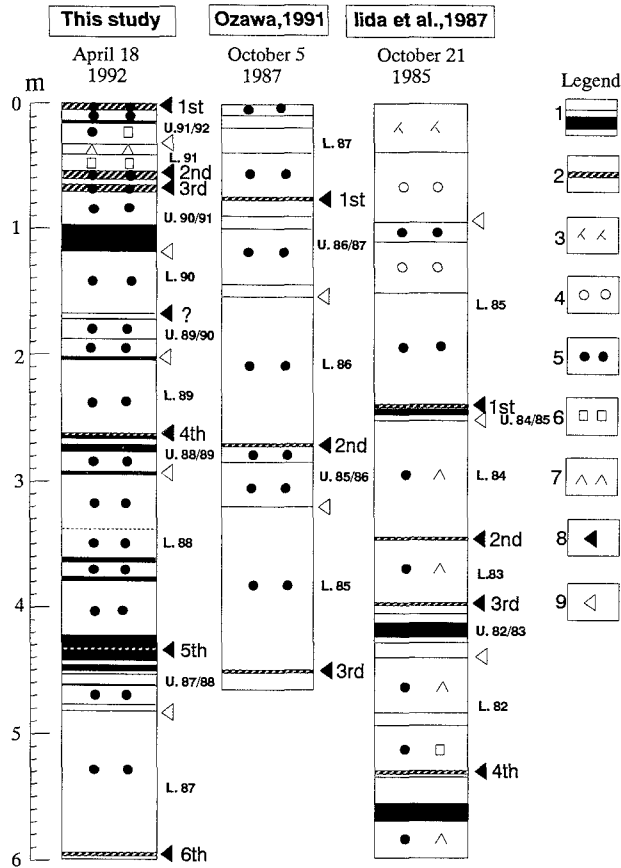 This study Ozawa,1991 Iida et al.,1987
April 18 October 5 October 21
1992 1987 1985
m
Legend
0
1st
1
U.91/92
L. 87
L. 91
2nd
2
3rd
1st
U. 90/91
3
1
U. 86/87
L. 90
4
?
L. 85
U. 89/90
5
2
L. 86
L. 89
1st
6
U. 84/85
4th
2nd
U. 88/89
U. 85/86
L. 84
7
3
L. 88
2nd
8
L.83
L. 85
9
4
3rd
U. 82/83
5th
3rd
U. 87/88
L. 82
5
4th
L. 87
6th
6